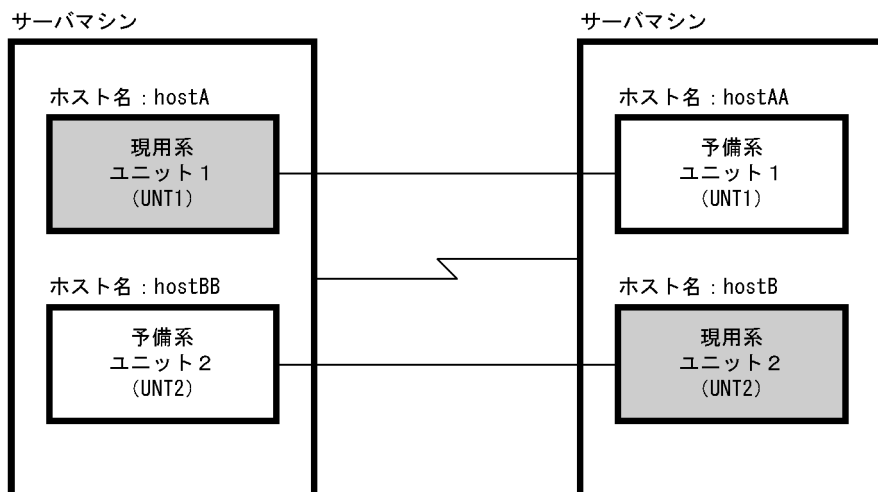 サーバマシン
ホスト名：hostA
現用系
ユニット１
(UNT1)
ホスト名：hostBB
予備系
ユニット２
(UNT2)
サーバマシン
ホスト名：hostAA
予備系
ユニット１
(UNT1)
ホスト名：hostB
現用系
ユニット２
(UNT2)